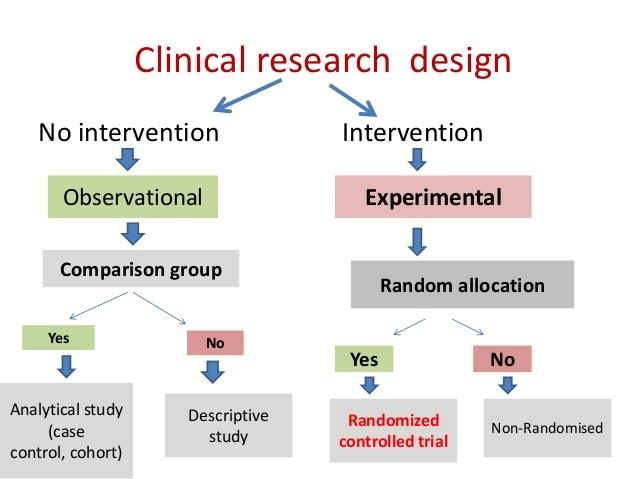 Clinical research design
No intervention
Intervention
Observational
Experimental
Comparison group
Random allocation
Yes
No
Yes
No
Analytical study
(case
control, cohort)
Descriptive
study
Randomized
controlled trial
Non-Randomised